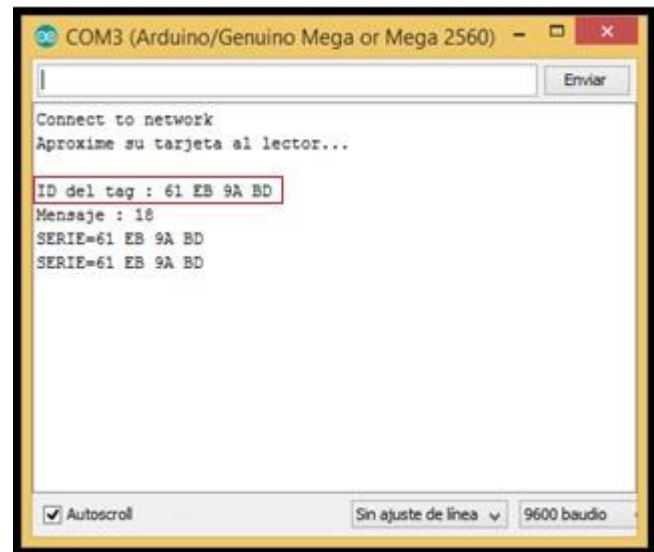 COM3 (Arduino/Genuino Mega or Mega 2560)
Enviar
Connect to network
Aproxime su tarjeta al lector...
ID del tag : 61 EB 9A BD
Mensaje : 18
SERIE=61 EB 9A BD
SERIE=61 EB 9A BD
Autoscroll
Sin ajuste de línea
9600 baudio